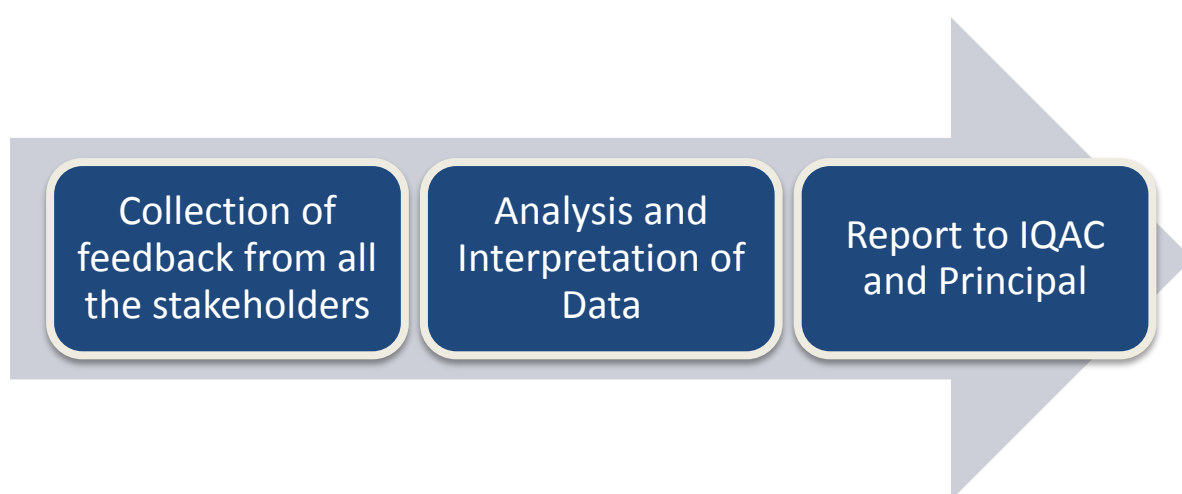 Collection of
feedback from all
the stakeholders
Analysis and
Interpretation of
Data
Report to IQAC
and Principal